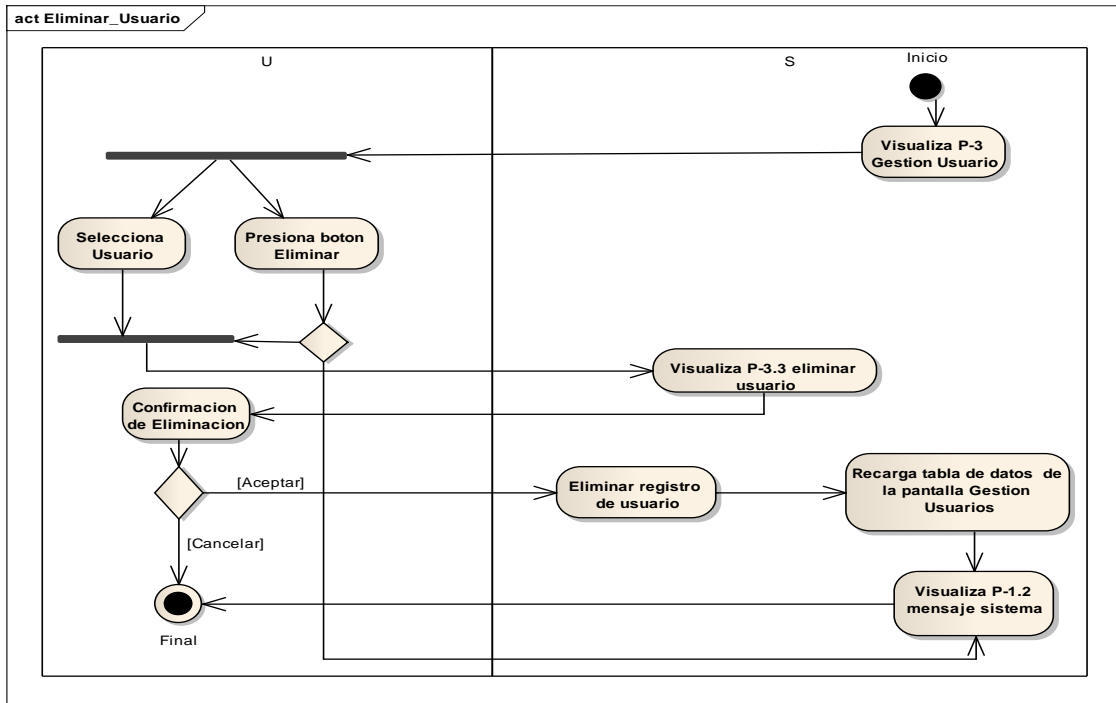 act Eliminar_Usuario
U
S
Inicio
Visualiza P-3
Gestion Usuario
Selecciona
Usuario
Presiona boton
Eliminar
Visualiza P-3.3 eliminar
usuario
Confirmacion
de Eliminacion
[Aceptar]
Eliminar registro
de usuario
Recarga tabla de datos de
la pantalla Gestion
Usuarios
[Cancelar]
Visualiza P-1.2
mensaje sistema
Final